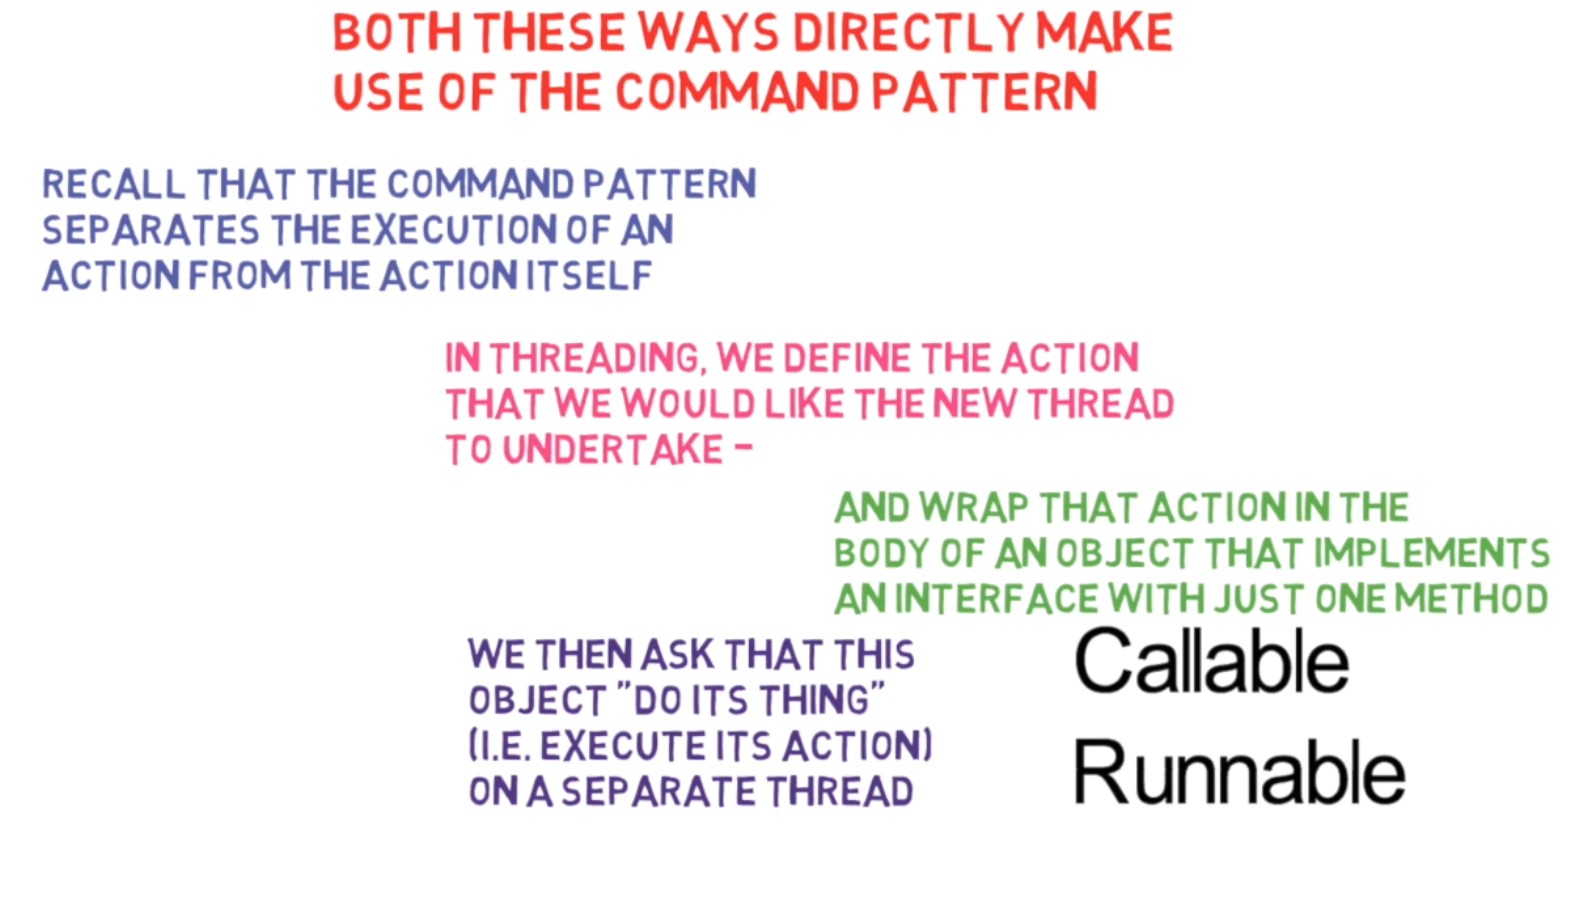 BOTH THESE WAYS DIRECTLY MAKE
USE OF THE COMMAND PATTERN
RECALL THAT THE COMMAND PATTERN
SEPARATES THE EXECUTION OF AN
ACTION FROM THE ACTION ITSELF
IN THREADING, WE DEFINE THE ACTION
THAT WE WOULD LIKE THE NEW THREAD
TO UNDERTAKE -
AND WRAP THAT ACTION IN THE
BODY OF AN OBJECT THAT IMPLEMENTS
AN INTERFACE WITH JUST ONE METHOD
Callable
Runnable
WE THEN ASK THAT THIS
OBJECT "DO ITS THING"
(I.E. EXECUTE ITS ACTION)
ON A SEPARATE THREAD